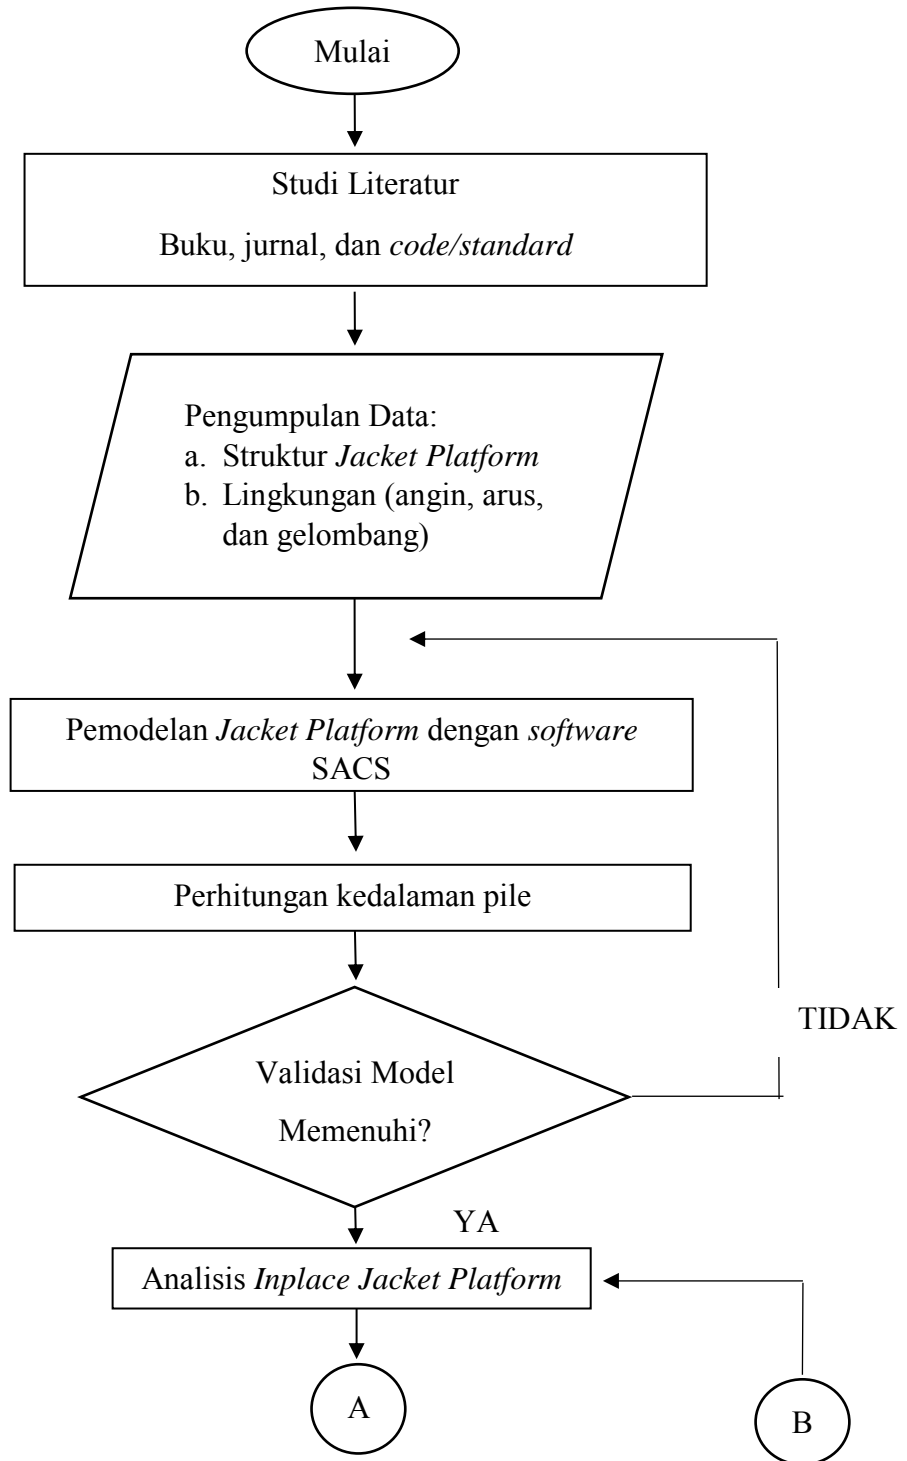 Mulai
Studi Literatur
Buku, jurnal, dan code/standard
Pengumpulan Data:
a. Struktur Jacket Platform
b. Lingkungan (angin, arus,
dan gelombang)
Pemodelan Jacket Platform dengan software
SACS
Perhitungan kedalaman pile
TIDAK
Validasi Model
Memenuhi?
YA
Analisis Inplace Jacket Platform
A
B